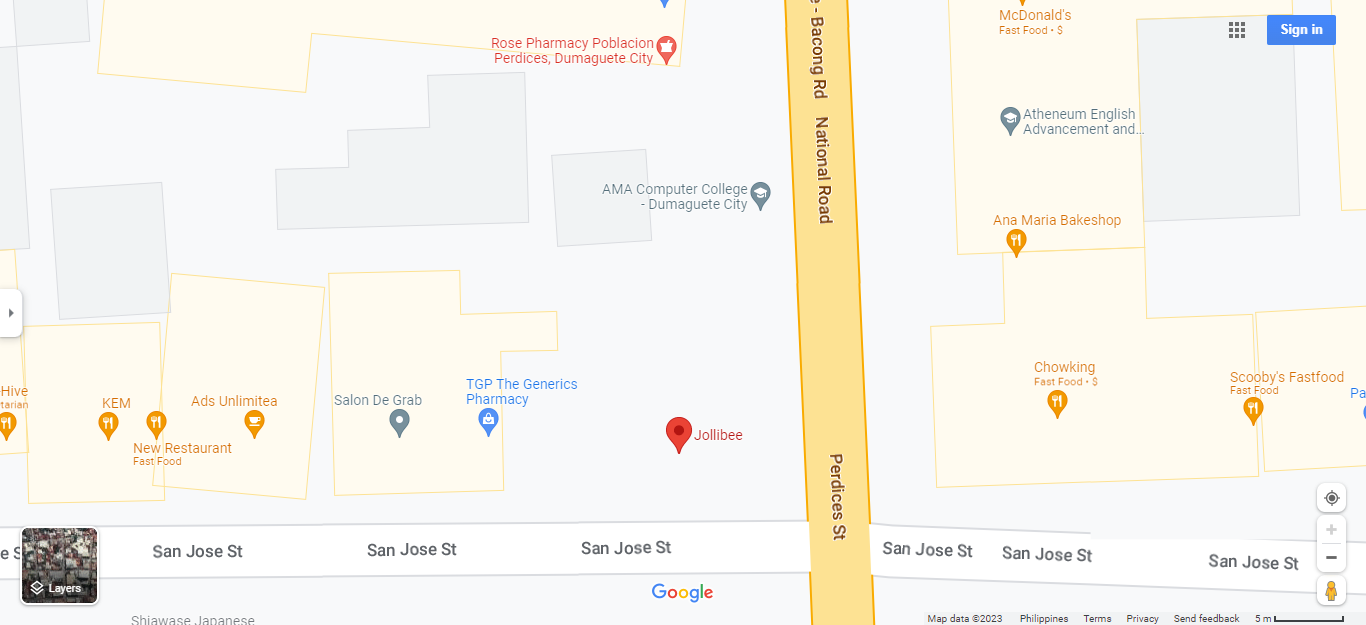 McDonald's
Fast Food • $
Sign in
Rose Pharmacy Poblacion
Perdices, Dumaguete City
e - Bacong Rd
National Road
Atheneum English
Advancement and...
AMA Computer College
- Dumaguete City
Ana Maria Bakeshop
Chowking
Fast Food • $
Scooby's Fastfood
Fast Food
Pa
Hive
tarian
KEM
Ads Unlimitea
New Restaurant
Fast Food
Salon De Grab
TGP The Generics
Pharmacy
Jollibee
Perdices St
e S
San Jose St
San Jose St
San Jose St
San Jose St
San Jose St
San Jose St
Layers
Google
Shiawase Japanese
Map data ©2023 Philippines Terms Privacy Send feedback 5 m